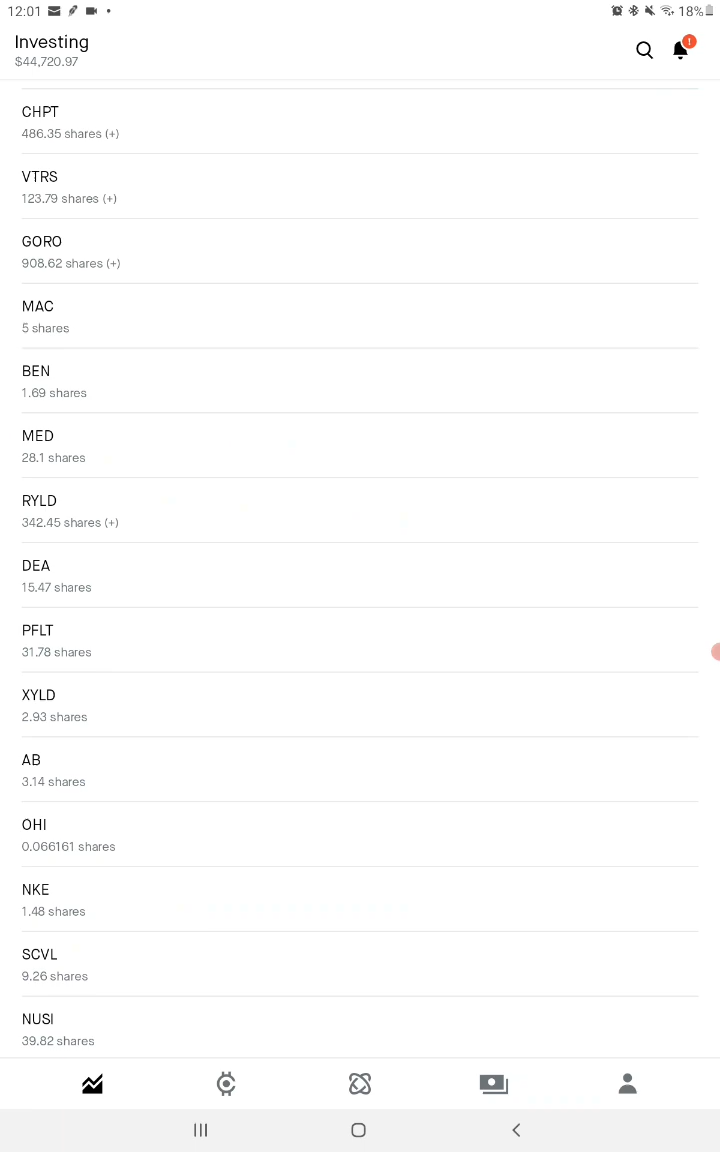 12:01
18%
Investing
$44,720.97
!
CHPT
486.35 shares (+)
VTRS
123.79 shares (+)
GORO
908.62 shares (+)
MAC
5 shares
BEN
1.69 shares
MED
28.1 shares
RYLD
342.45 shares (+)
DEA
15.47 shares
PFLT
31.78 shares
XYLD
2.93 shares
AB
3.14 shares
OHI
0.066161 shares
NKE
1.48 shares
SCVL
9.26 shares
NUSI
39.82 shares